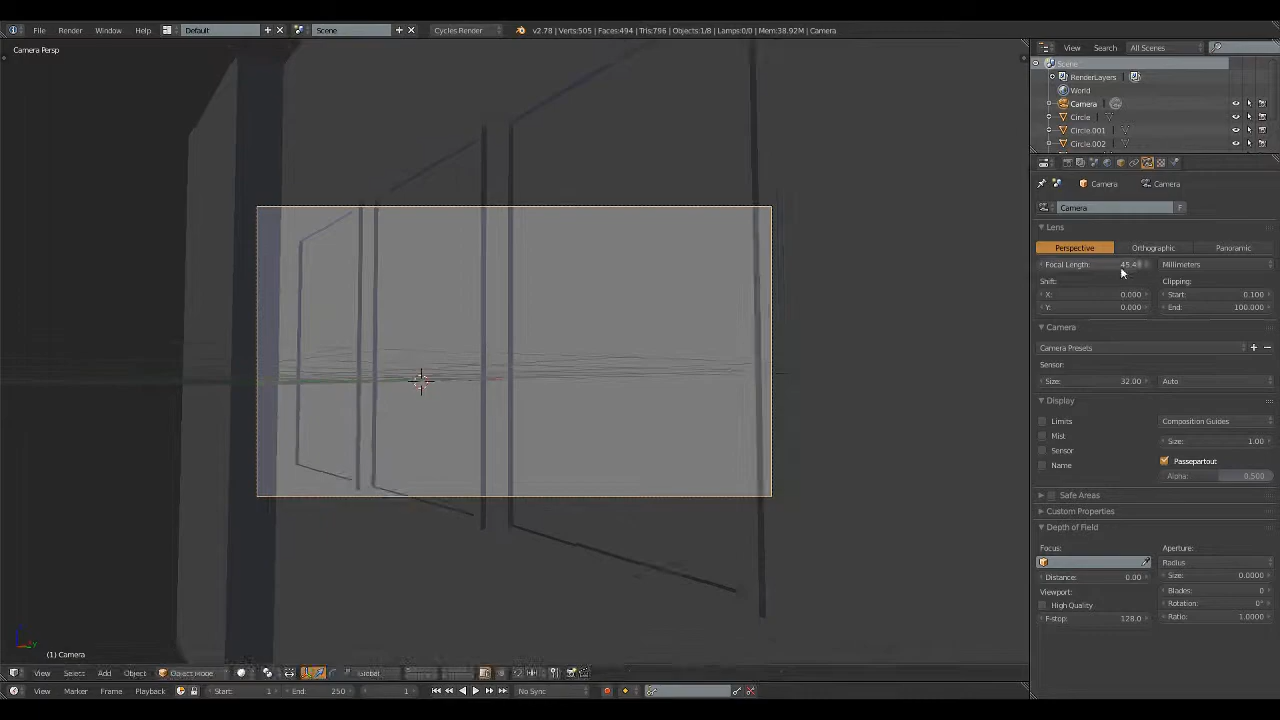 File Render Window Help Default Scene Cycles Render v2.78 | Verts:505 | Faces:494 | Tris:796 | Objects:1/8 | Lamps:0/0 | Mem:38.92M | Camera
Camera Persp
View Search All Scenes
Scene
RenderLayers
World
Camera
Circle
Circle.001
Circle.002
Camera Camera
Camera F
Lens
Perspective Orthographic Panoramic
Focal Length: Millimeters
Shift: Clipping:
X: 0.000 Start: 0.100
Y: 0.000 End: 100.000
Camera
Camera Presets
Sensor:
Size: 32.00 Auto
Display
Limits Composition Guides
Mist Size: 1.00
Sensor
Name Passepartout
Alpha: 0.500
Safe Areas
Custom Properties
Depth of Field
Focus: Aperture:
Radius
Distance: 0.00 Size: 0.0000
Viewport: Blades: 0
High Quality Rotation: 0°
F-stop: 128.0 Ratio: 1.0000
(1) Camera
View Select Add Object Object Mode Global
View Marker Frame Playback Start: 1 End: 250 1 No Sync